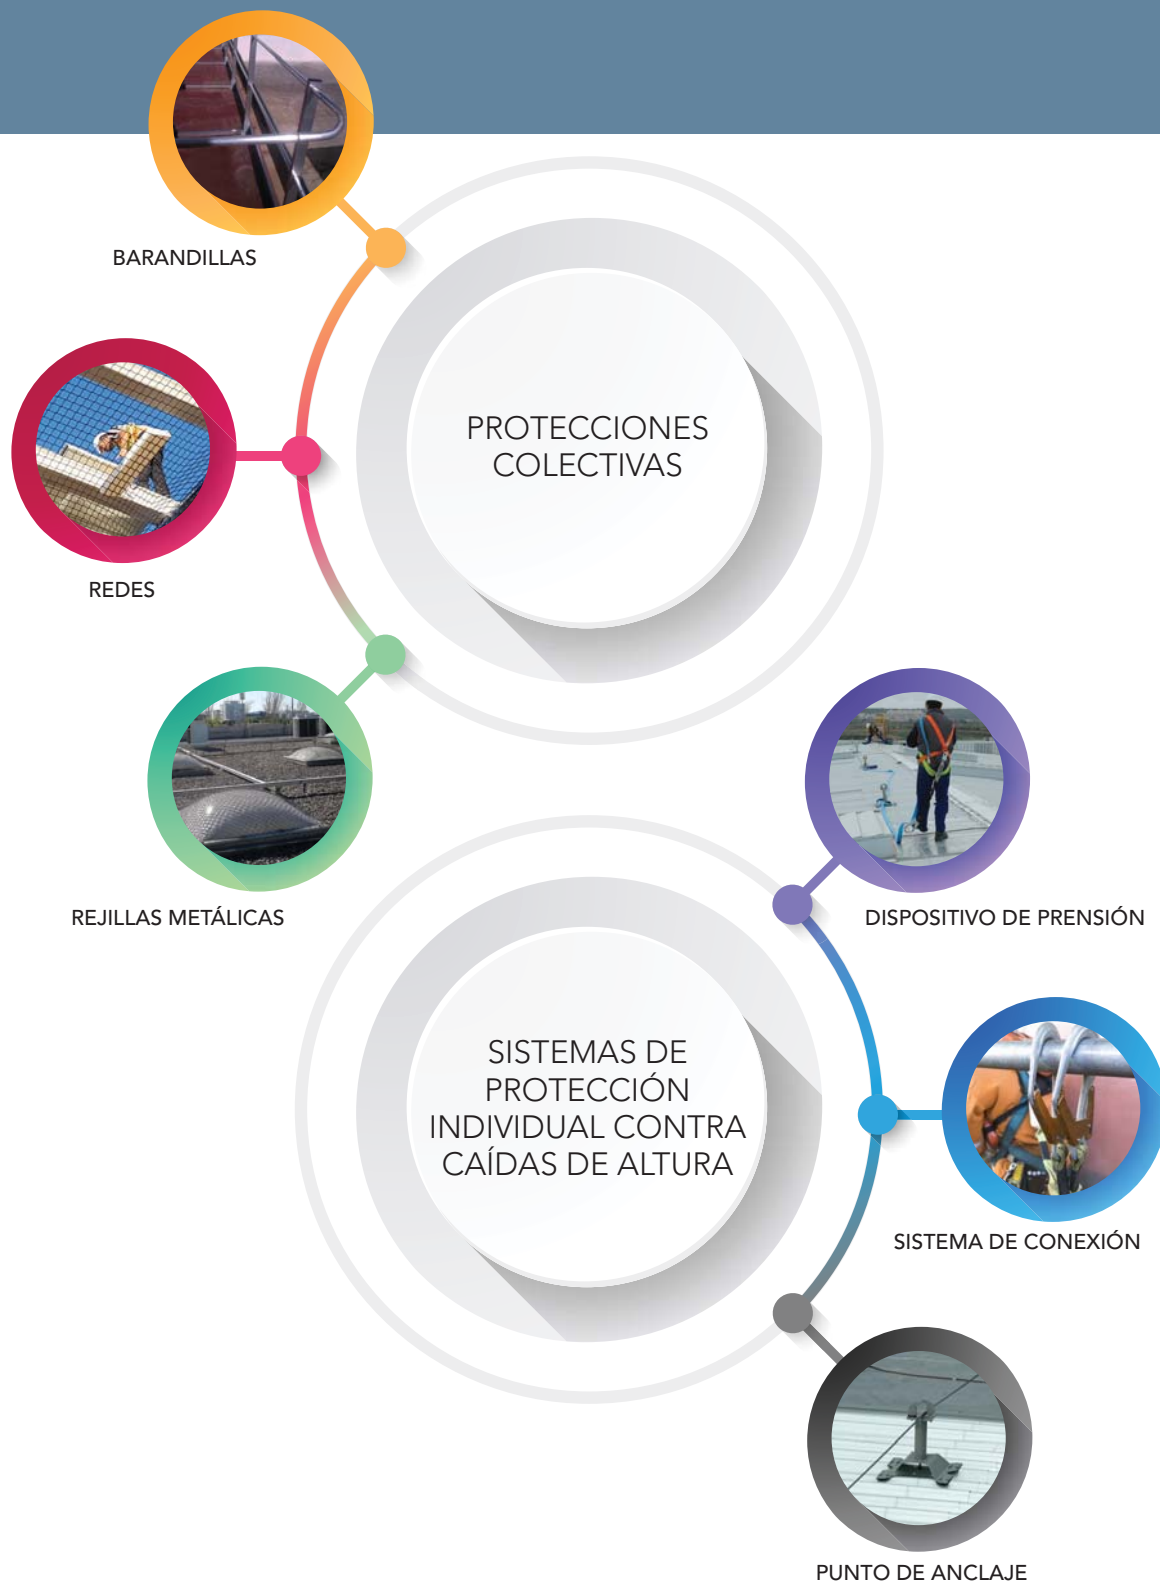 BARANDILLAS
REDES
REJILLAS METÁLICAS
PROTECCIONES
COLECTIVAS
SISTEMAS DE
PROTECCIÓN
INDIVIDUAL CONTRA
CAÍDAS DE ALTURA
DISPOSITIVO DE PRENSIÓN
SISTEMA DE CONEXIÓN
PUNTO DE ANCLAJE